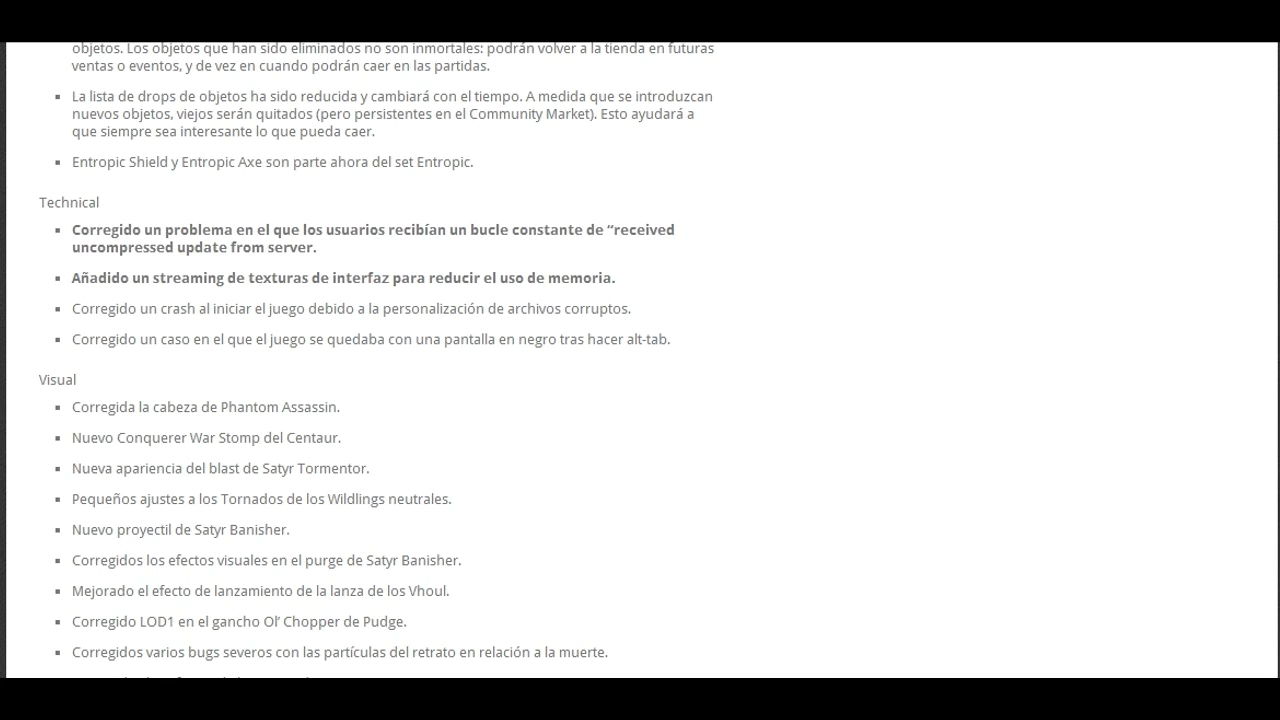 objetos. Los objetos que han sido eliminados no son inmortales: podrán volver a la tienda en futuras
ventas o eventos, y de vez en cuando podrán caer en las partidas.
La lista de drops de objetos ha sido reducida y cambiará con el tiempo. A medida que se introduzcan
nuevos objetos, viejos serán quitados (pero persistentes en el Community Market). Esto ayudará a
que siempre sea interesante lo que pueda caer.
Entropic Shield y Entropic Axe son parte ahora del set Entropic.
Technical
Corregido un problema en el que los usuarios recibían un bucle constante de “received
uncompressed update from server.
Añadido un streaming de texturas de interfaz para reducir el uso de memoria.
Corregido un crash al iniciar el juego debido a la personalización de archivos corruptos.
Corregido un caso en el que el juego se quedaba con una pantalla en negro tras hacer alt-tab.
Visual
Corregida la cabeza de Phantom Assassin.
Nuevo Conquerer War Stomp del Centaur.
Nueva apariencia del blast de Satyr Tormentor.
Pequeños ajustes a los Tornados de los Wildlings neutrales.
Nuevo proyectil de Satyr Banisher.
Corregidos los efectos visuales en el purge de Satyr Banisher.
Mejorado el efecto de lanzamiento de la lanza de los Vhoul.
Corregido LOD1 en el gancho Ol’ Chopper de Pudge.
Corregidos varios bugs severos con las partículas del retrato en relación a la muerte.